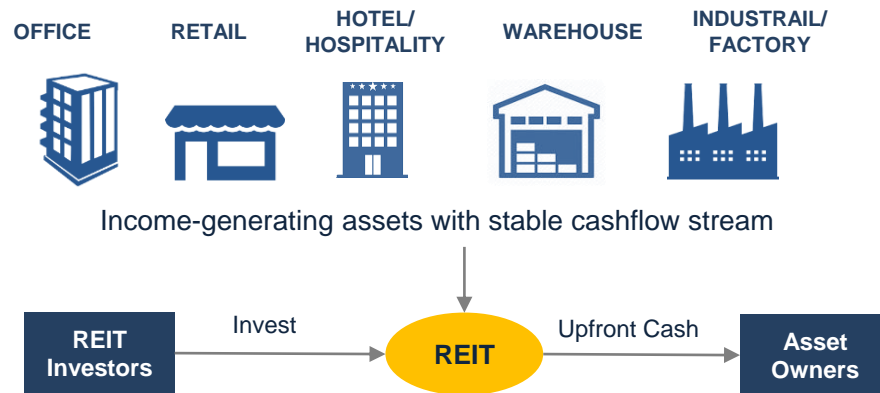 OFFICE
RETAIL
HOTEL/
HOSPITALITY
WAREHOUSE
INDUSTRAIL/
FACTORY
Income-generating assets with stable cashflow stream
REIT
Investors
Invest
REIT
Upfront Cash
Asset
Owners